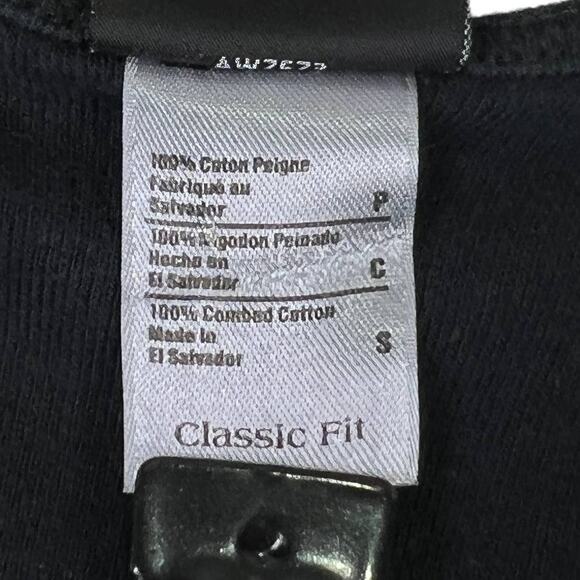 100% Coton Peigne
Fabrique au
Salvador P
100% Algodon Peinado
Hecho en C
El Salvador
100% Combed Cotton
Made in S
El Salvador
Classic Fit